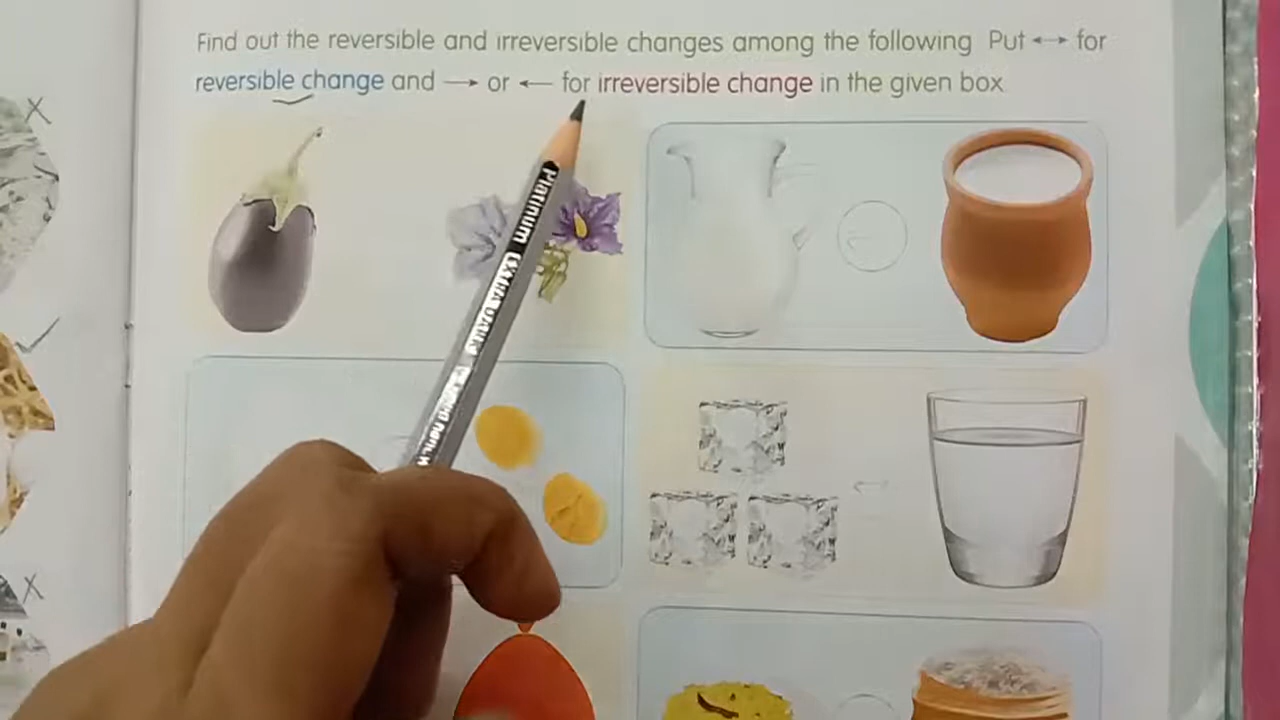 Find out the reversible and irreversible changes among the following Put ↔ for
reversible change and → or ← for irreversible change in the given box
Platinum